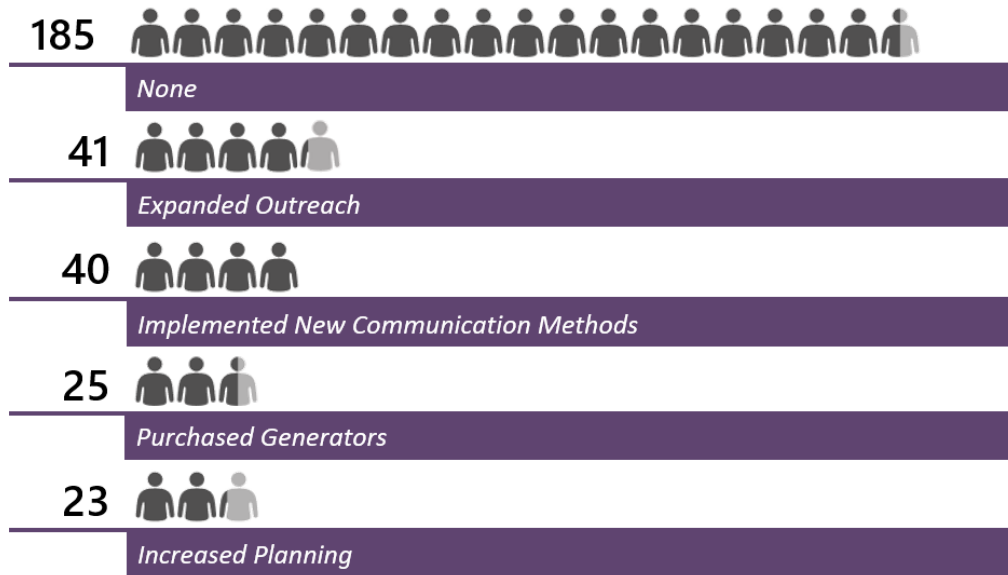 185
None
41
Expanded Outreach
40
Implemented New Communication Methods
25
Purchased Generators
23
Increased Planning